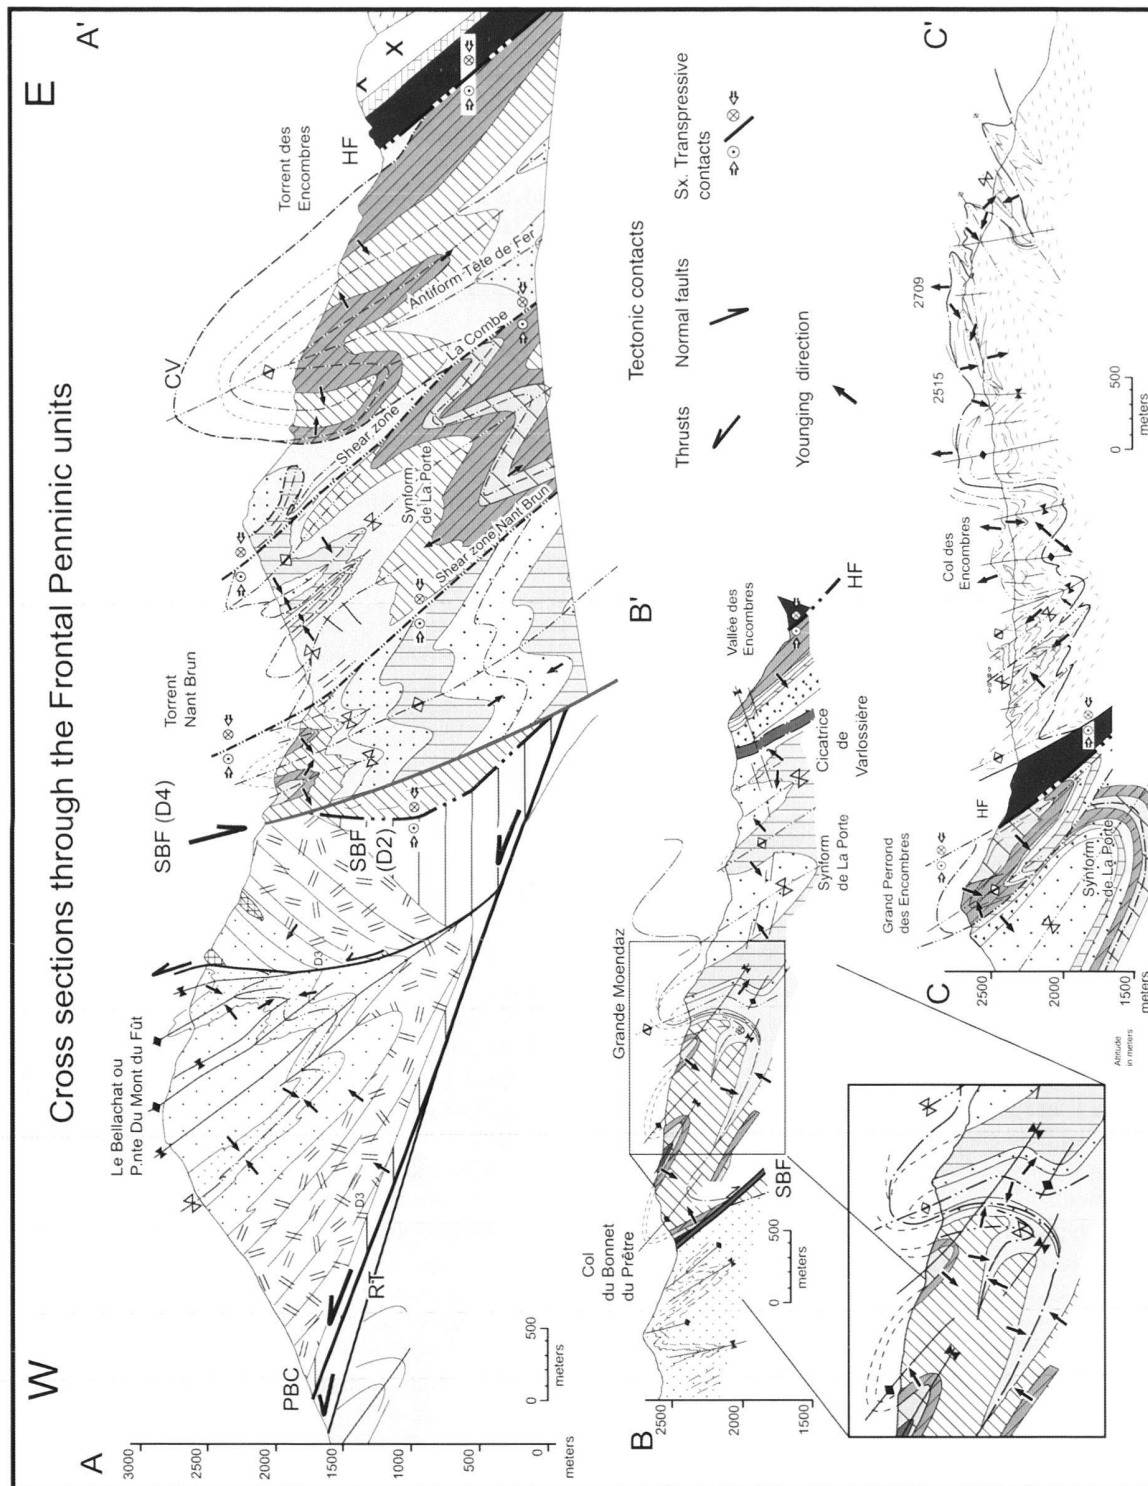 Cross sections through the Frontal Penninic units
W
E
A
A'
3000
2500
2000
1500
1000
500
0
meters
Le Bellachat ou
Pnte Du Mont du Fût
SBF (D4)
Torrent
Nant Brun
CV
Torrent des
Encombres
HF
X
SBF
(D2)
D3
D3
PBC
RT
0
500
meters
Shear zone
La Combe
Antiform Tête de Fer
Synform
de La Porte
Shear zone Nant Brun
B
B'
2500
2000
1500
Col
du Bonnet
du Prêtre
Grande Moendaz
SBF
0
500
meters
Synform
de La Porte
Cicatrice
de
Varlossière
Vallée des
Encombres
HF
Tectonic contacts
Thrusts
Normal faults
Sx. Transpressive
contacts
Younging direction
C
C'
2500
2000
1500
meters
Altitude
in meters
Grand Perrond
des Encombres
HF
Synform
de La Porte
Col des
Encombres
2515
2709
0
500
meters